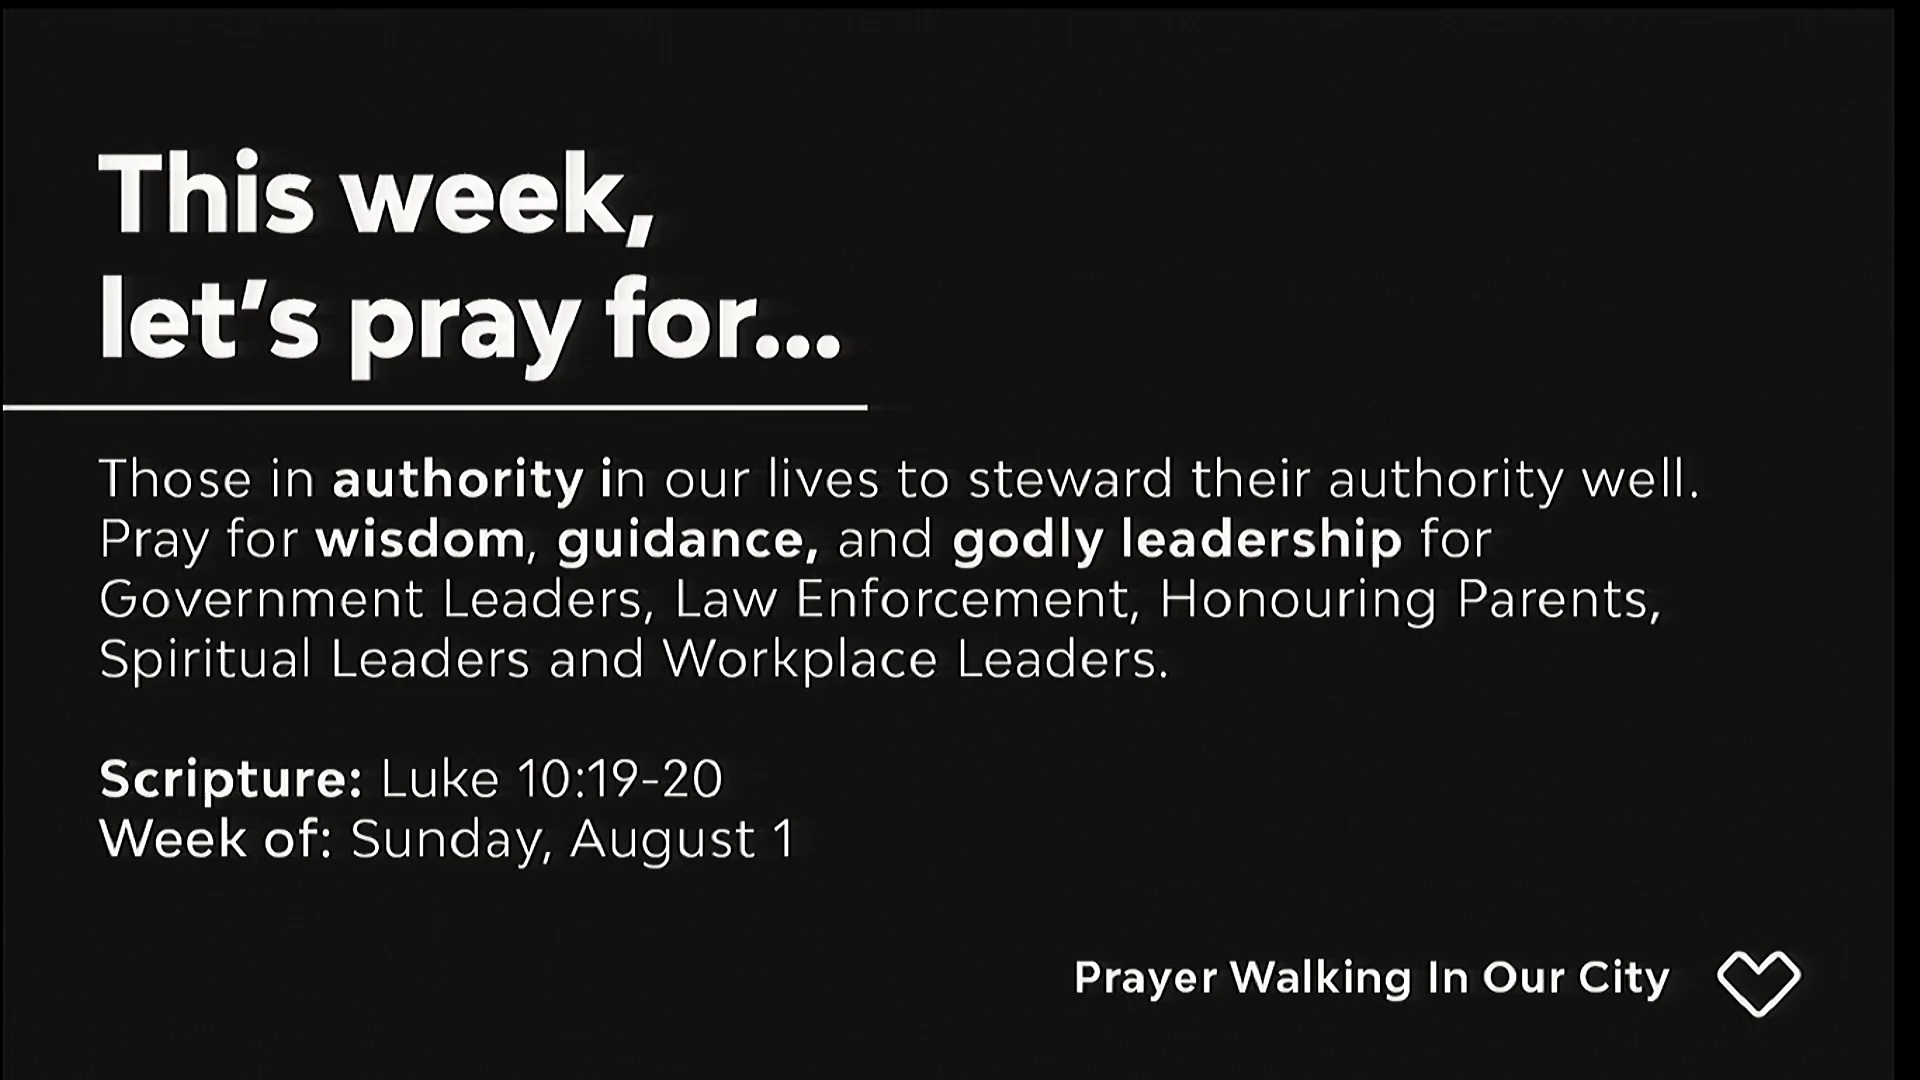 This week,
let's pray for...
Those in authority in our lives to steward their authority well.
Pray for wisdom, guidance, and godly leadership for
Government Leaders, Law Enforcement, Honouring Parents,
Spiritual Leaders and Workplace Leaders.
Scripture: Luke 10:19-20
Week of: Sunday, August 1
Prayer Walking In Our City